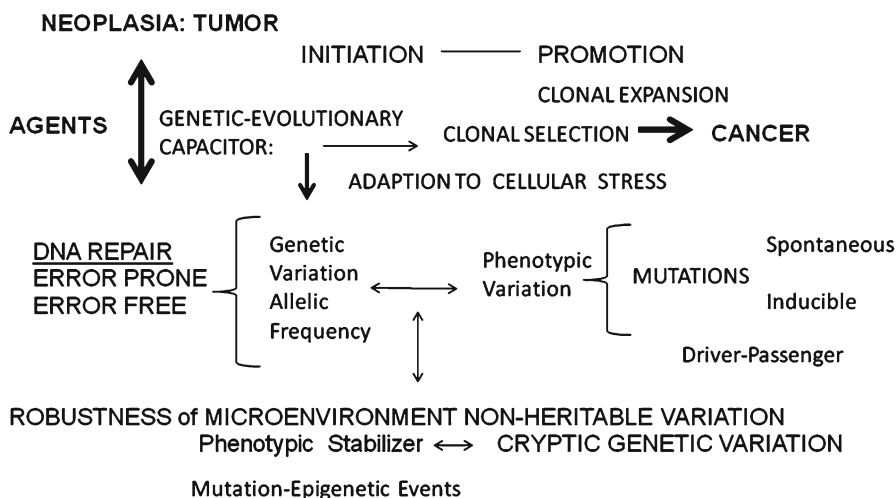 NEOPLASIA: TUMOR
INITIATION
PROMOTION
CLONAL EXPANSION
AGENTS
GENETIC-EVOLUTIONARY
CAPACITOR:
CLONAL SELECTION
CANCER
ADAPTION TO CELLULAR STRESS
DNA REPAIR
ERROR PRONE
ERROR FREE
Genetic
Variation
Allelic
Frequency
Phenotypic
Variation
MUTATIONS
Spontaneous
Inducible
Driver-Passenger
ROBUSTNESS of MICROENVIRONMENT NON-HERITABLE VARIATION
Phenotypic Stabilizer
CRYPTIC GENETIC VARIATION
Mutation-Epigenetic Events